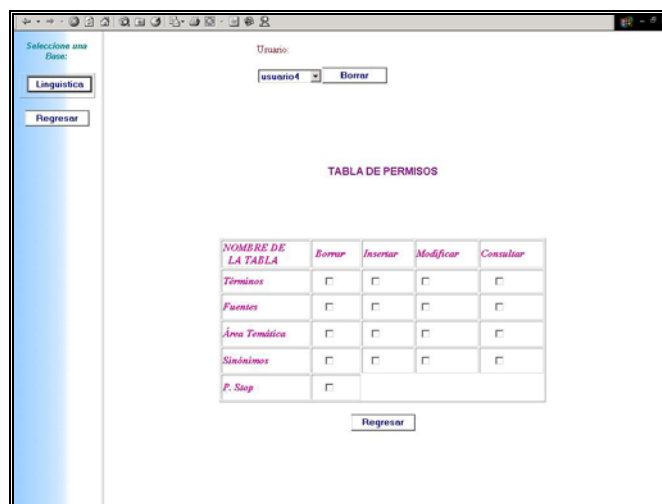 Seleccione una
Base:
Linguistica
Regresar
Usuario:
usuario4 Borrar
TABLA DE PERMISOS
NOMBRE DE
LA TABLA Borrar Insertar Modificar Consultar
Términos
Fuentes
Área Temática
Sinónimos
P. Stop
Regresar